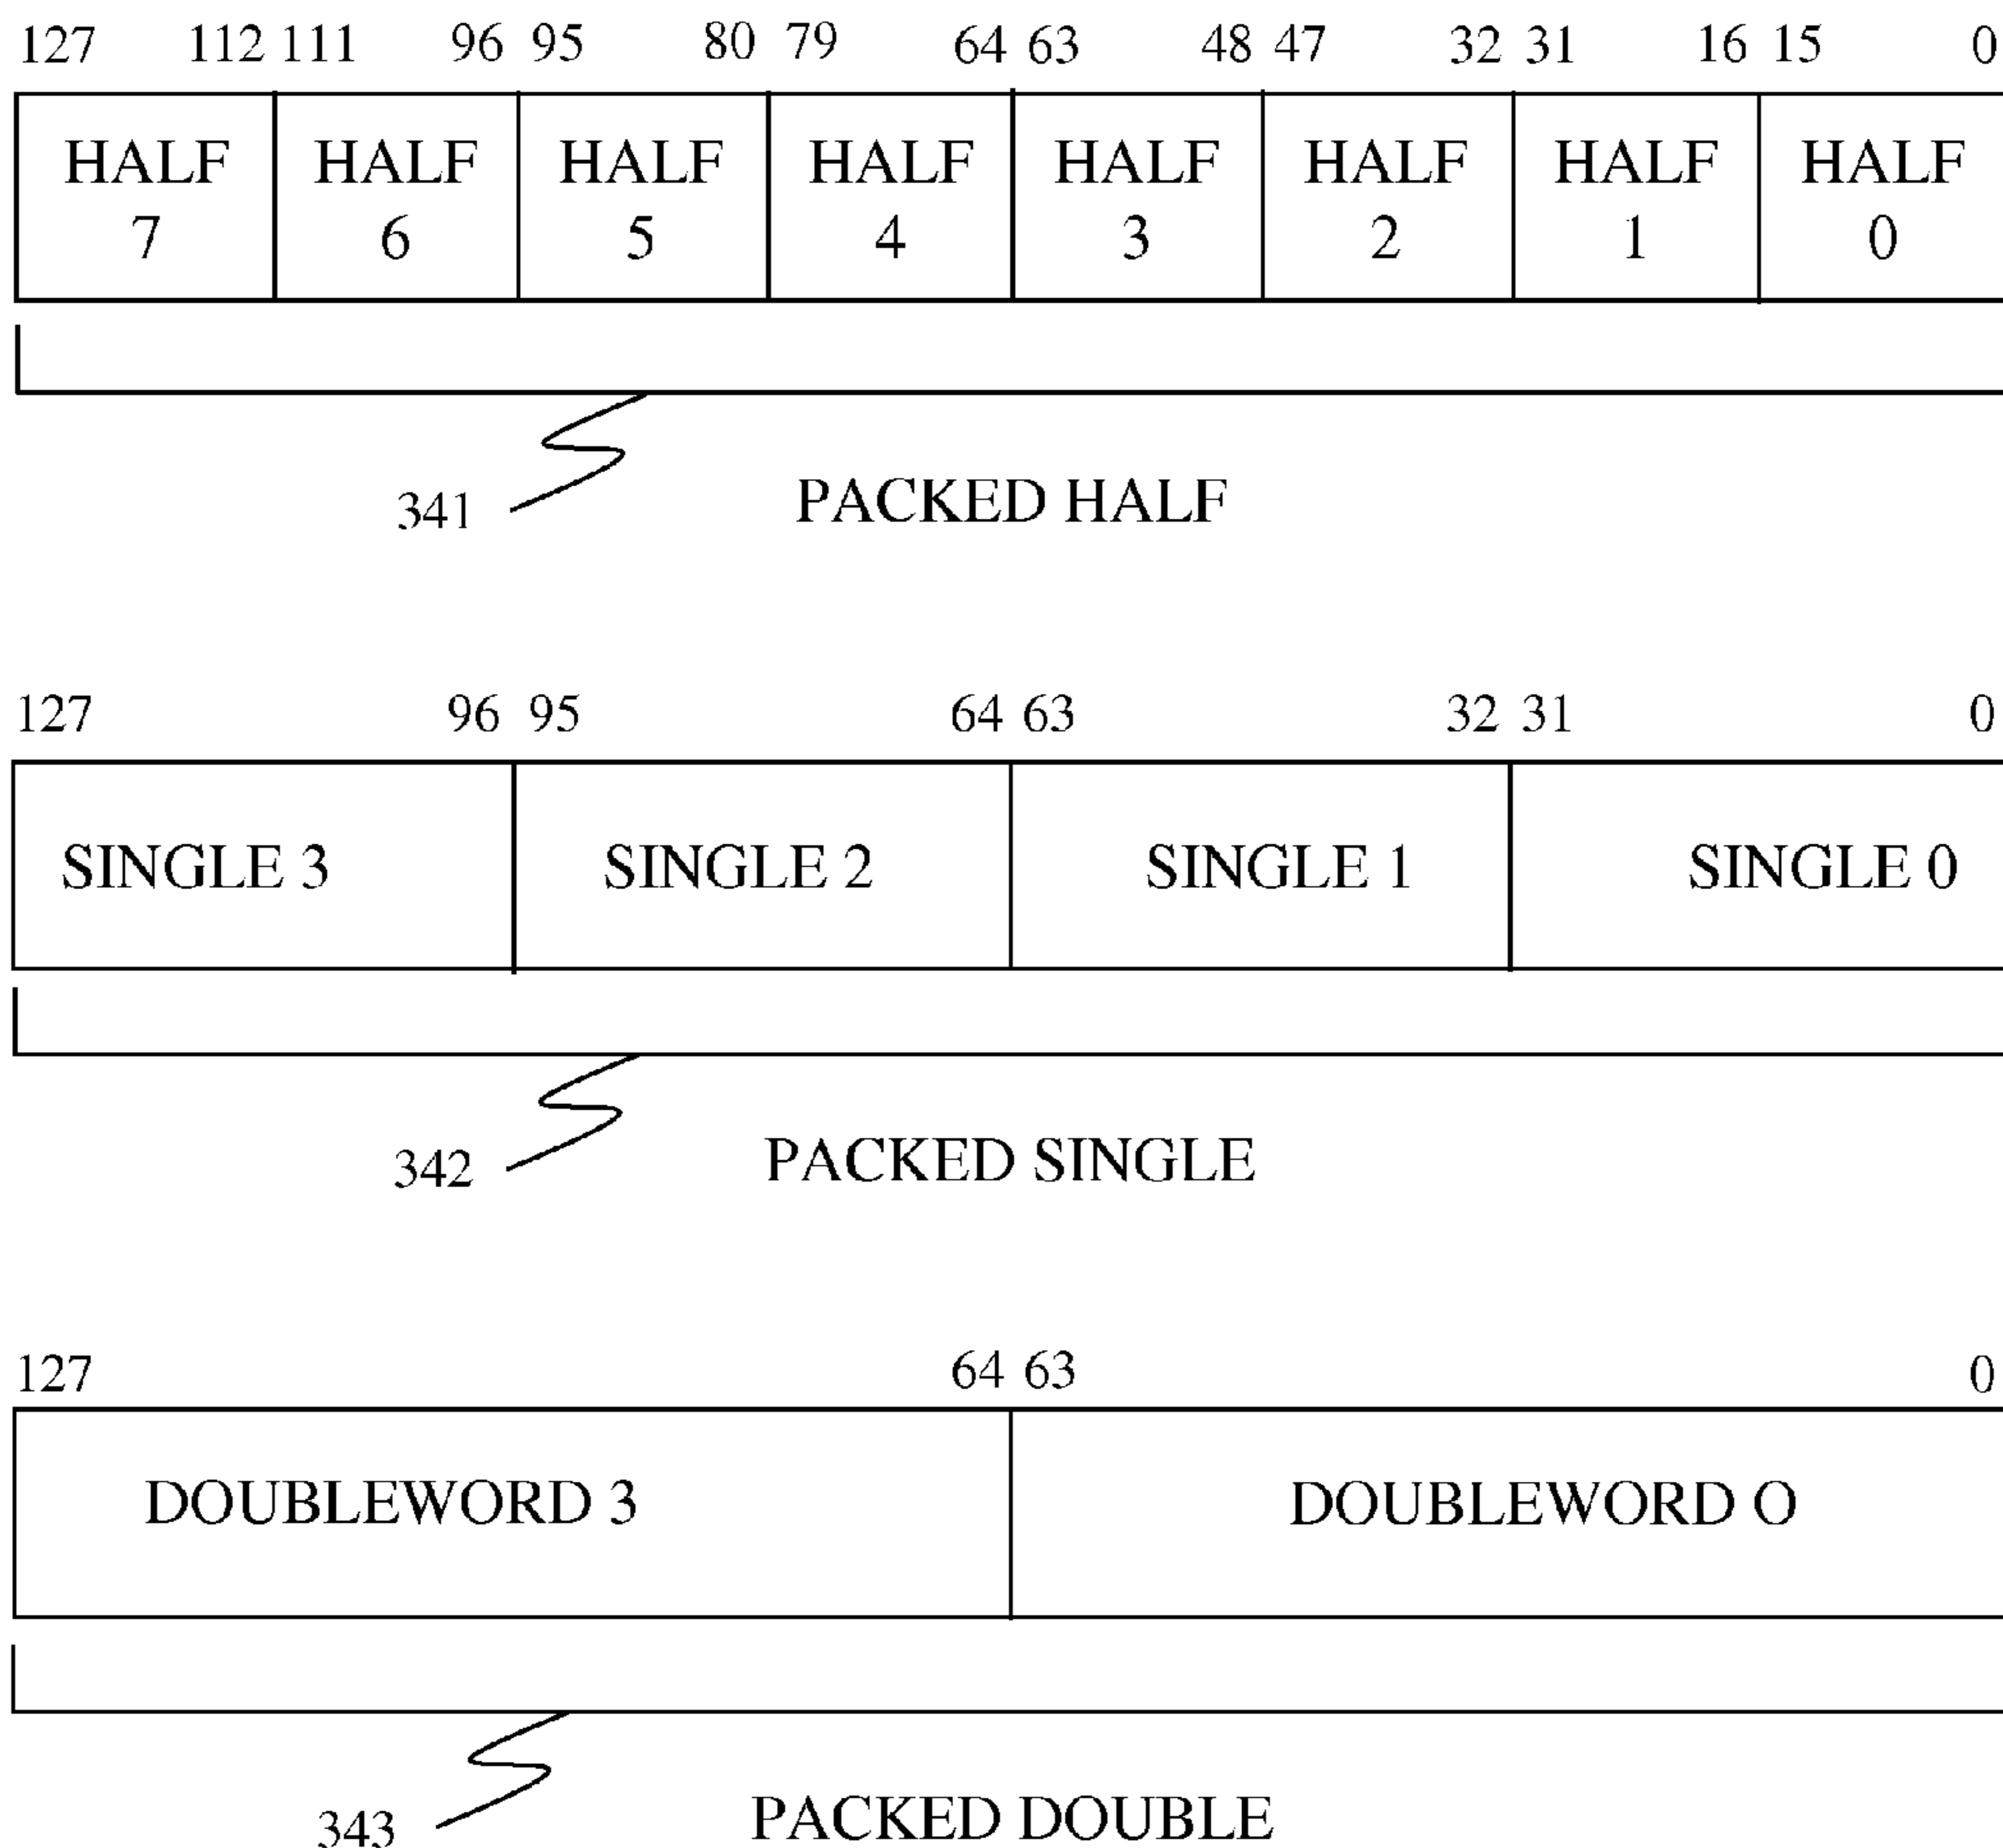 127 112 111 96 95 80 79 64 63 48 47 32 31 16 15 0
HALF HALF HALF HALF HALF HALF HALF HALF
7 6 5 4 3 2 1 0
341 PACKED HALF
127 96 95 64 63 32 31 0
SINGLE 3 SINGLE 2 SINGLE 1 SINGLE 0
342 PACKED SINGLE
127 64 63 0
DOUBLEWORD 3 DOUBLEWORD O
343 PACKED DOUBLE